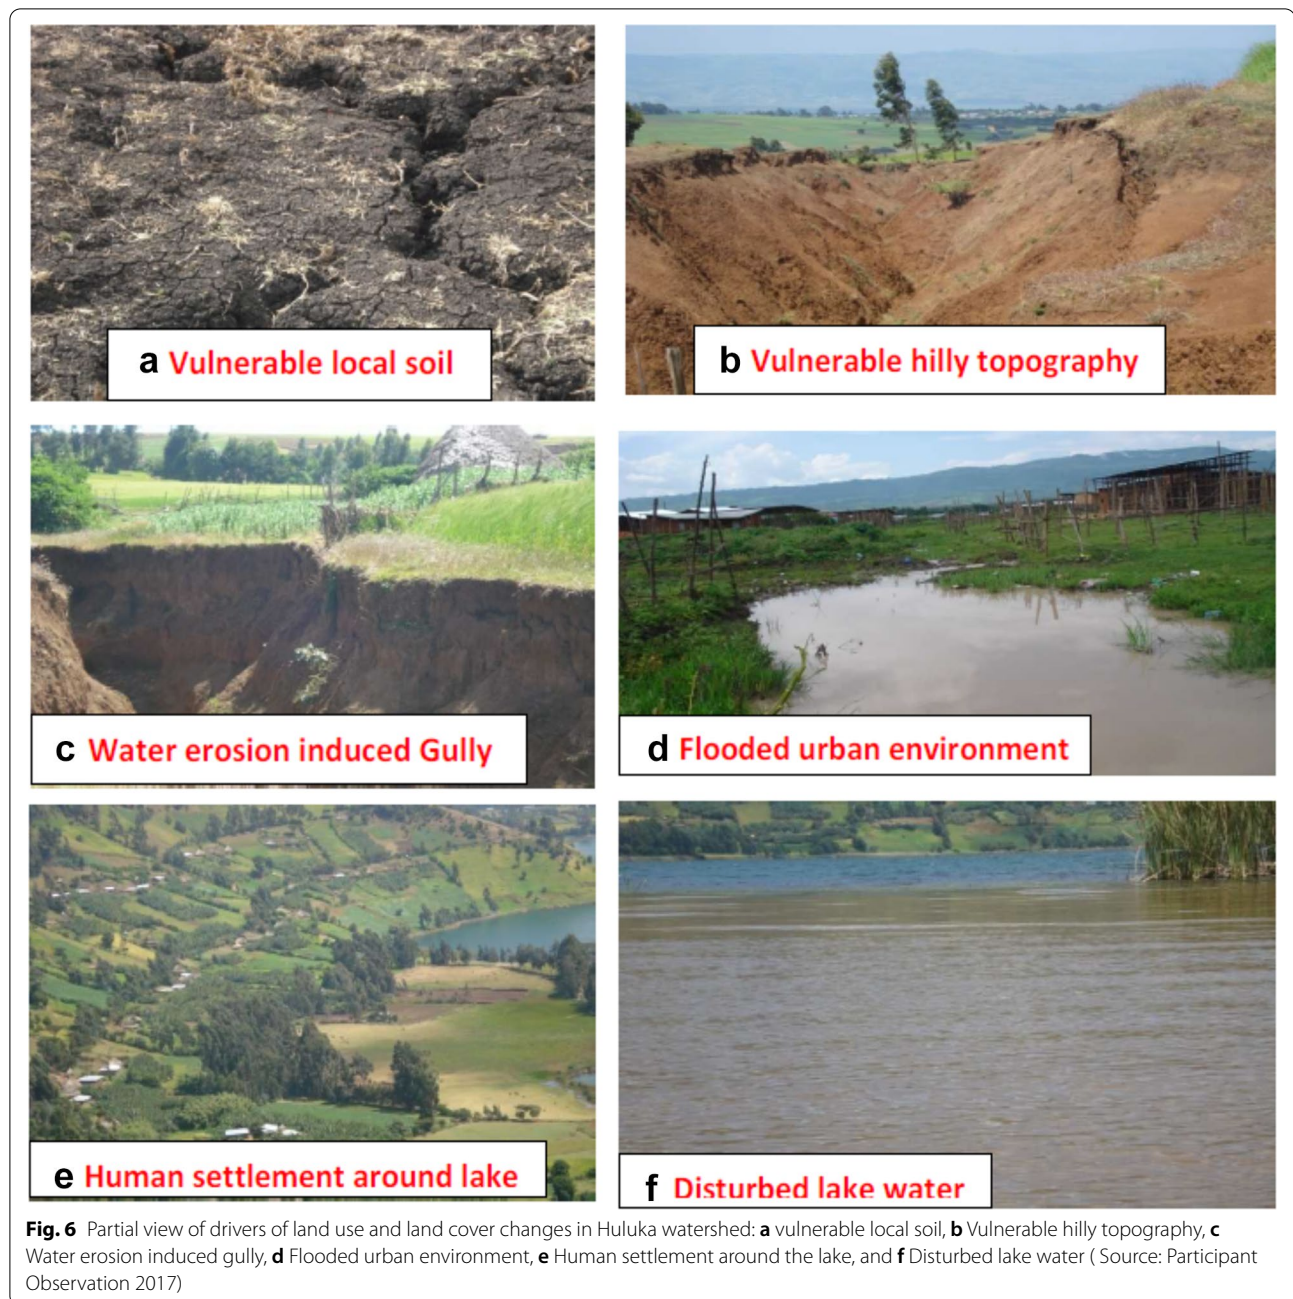 a Vulnerable local soil
b Vulnerable hilly topography
c Water erosion induced Gully
d Flooded urban environment
e Human settlement around lake
f Disturbed lake water
Fig. 6 Partial view of drivers of land use and land cover changes in Huluka watershed: a vulnerable local soil, b Vulnerable hilly topography, c
Water erosion induced gully, d Flooded urban environment, e Human settlement around the lake, and f Disturbed lake water ( Source: Participant
Observation 2017)